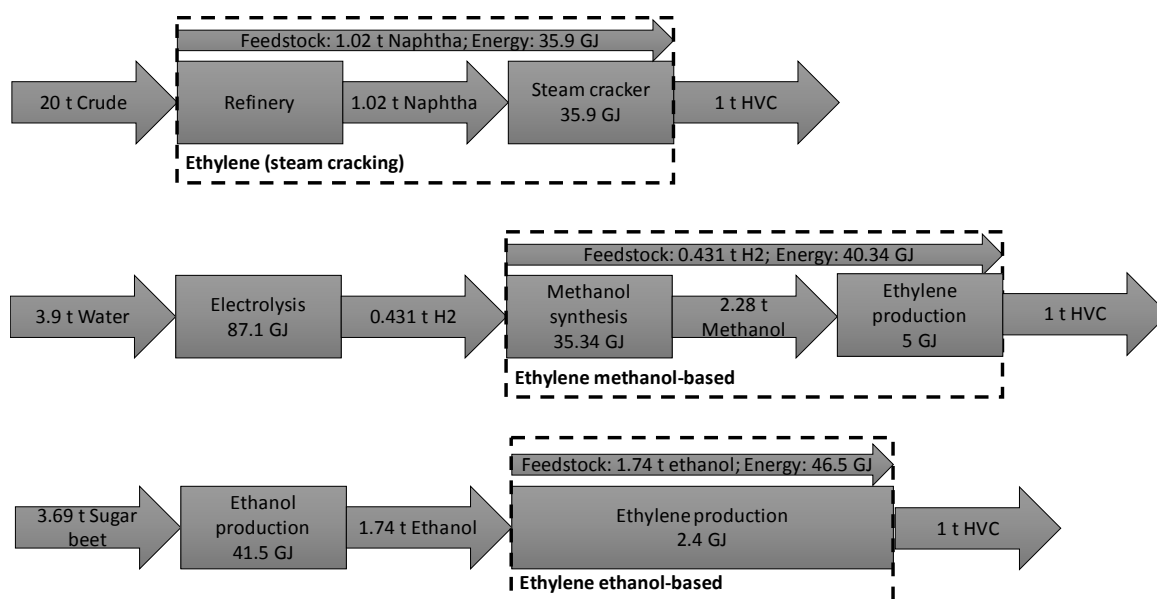 Feedstock: 1.02 t Naphtha; Energy: 35.9 GJ
20 t Crude
Refinery
1.02 t Naphtha
Steam cracker
35.9 GJ
1 t HVC
Ethylene (steam cracking)
Feedstock: 0.431 t H2; Energy: 40.34 GJ
3.9 t Water
Electrolysis
87.1 GJ
0.431 t H2
Methanol
synthesis
35.34 GJ
2.28 t
Methanol
Ethylene
production
5 GJ
1 t HVC
Ethylene methanol-based
Feedstock: 1.74 t ethanol; Energy: 46.5 GJ
3.69 t Sugar
beet
Ethanol
production
41.5 GJ
1.74 t Ethanol
Ethylene production
2.4 GJ
1 t HVC
Ethylene ethanol-based